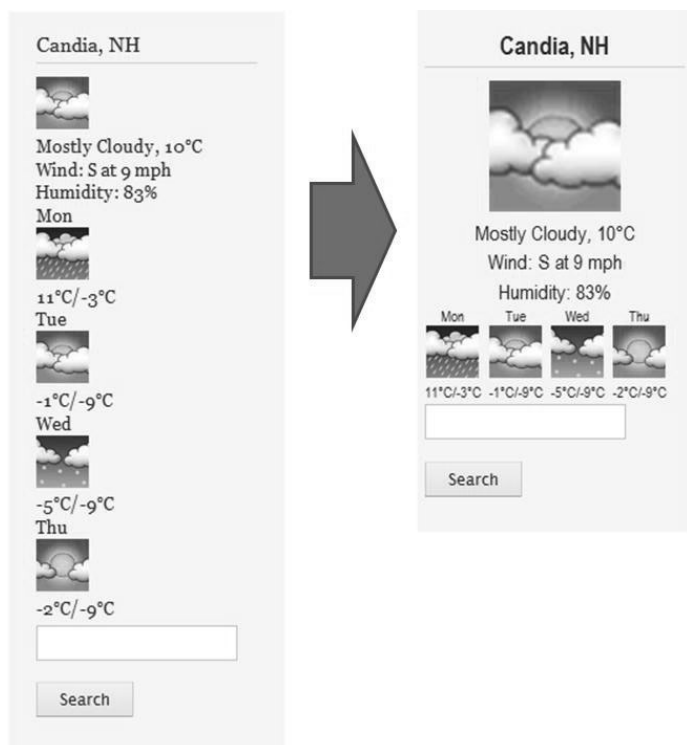 Candia, NH
Mostly Cloudy, 10°C
Wind: S at 9 mph
Humidity: 83%
Mon
11°C/-3°C
Tue
-1°C/-9°C
Wed
-5°C/-9°C
Thu
-2°C/-9°C
Search
Candia, NH
Mostly Cloudy, 10°C
Wind: S at 9 mph
Humidity: 83%
Mon Tue Wed Thu
11°C/-3°C -1°C/-9°C -5°C/-9°C -2°C/-9°C
Search